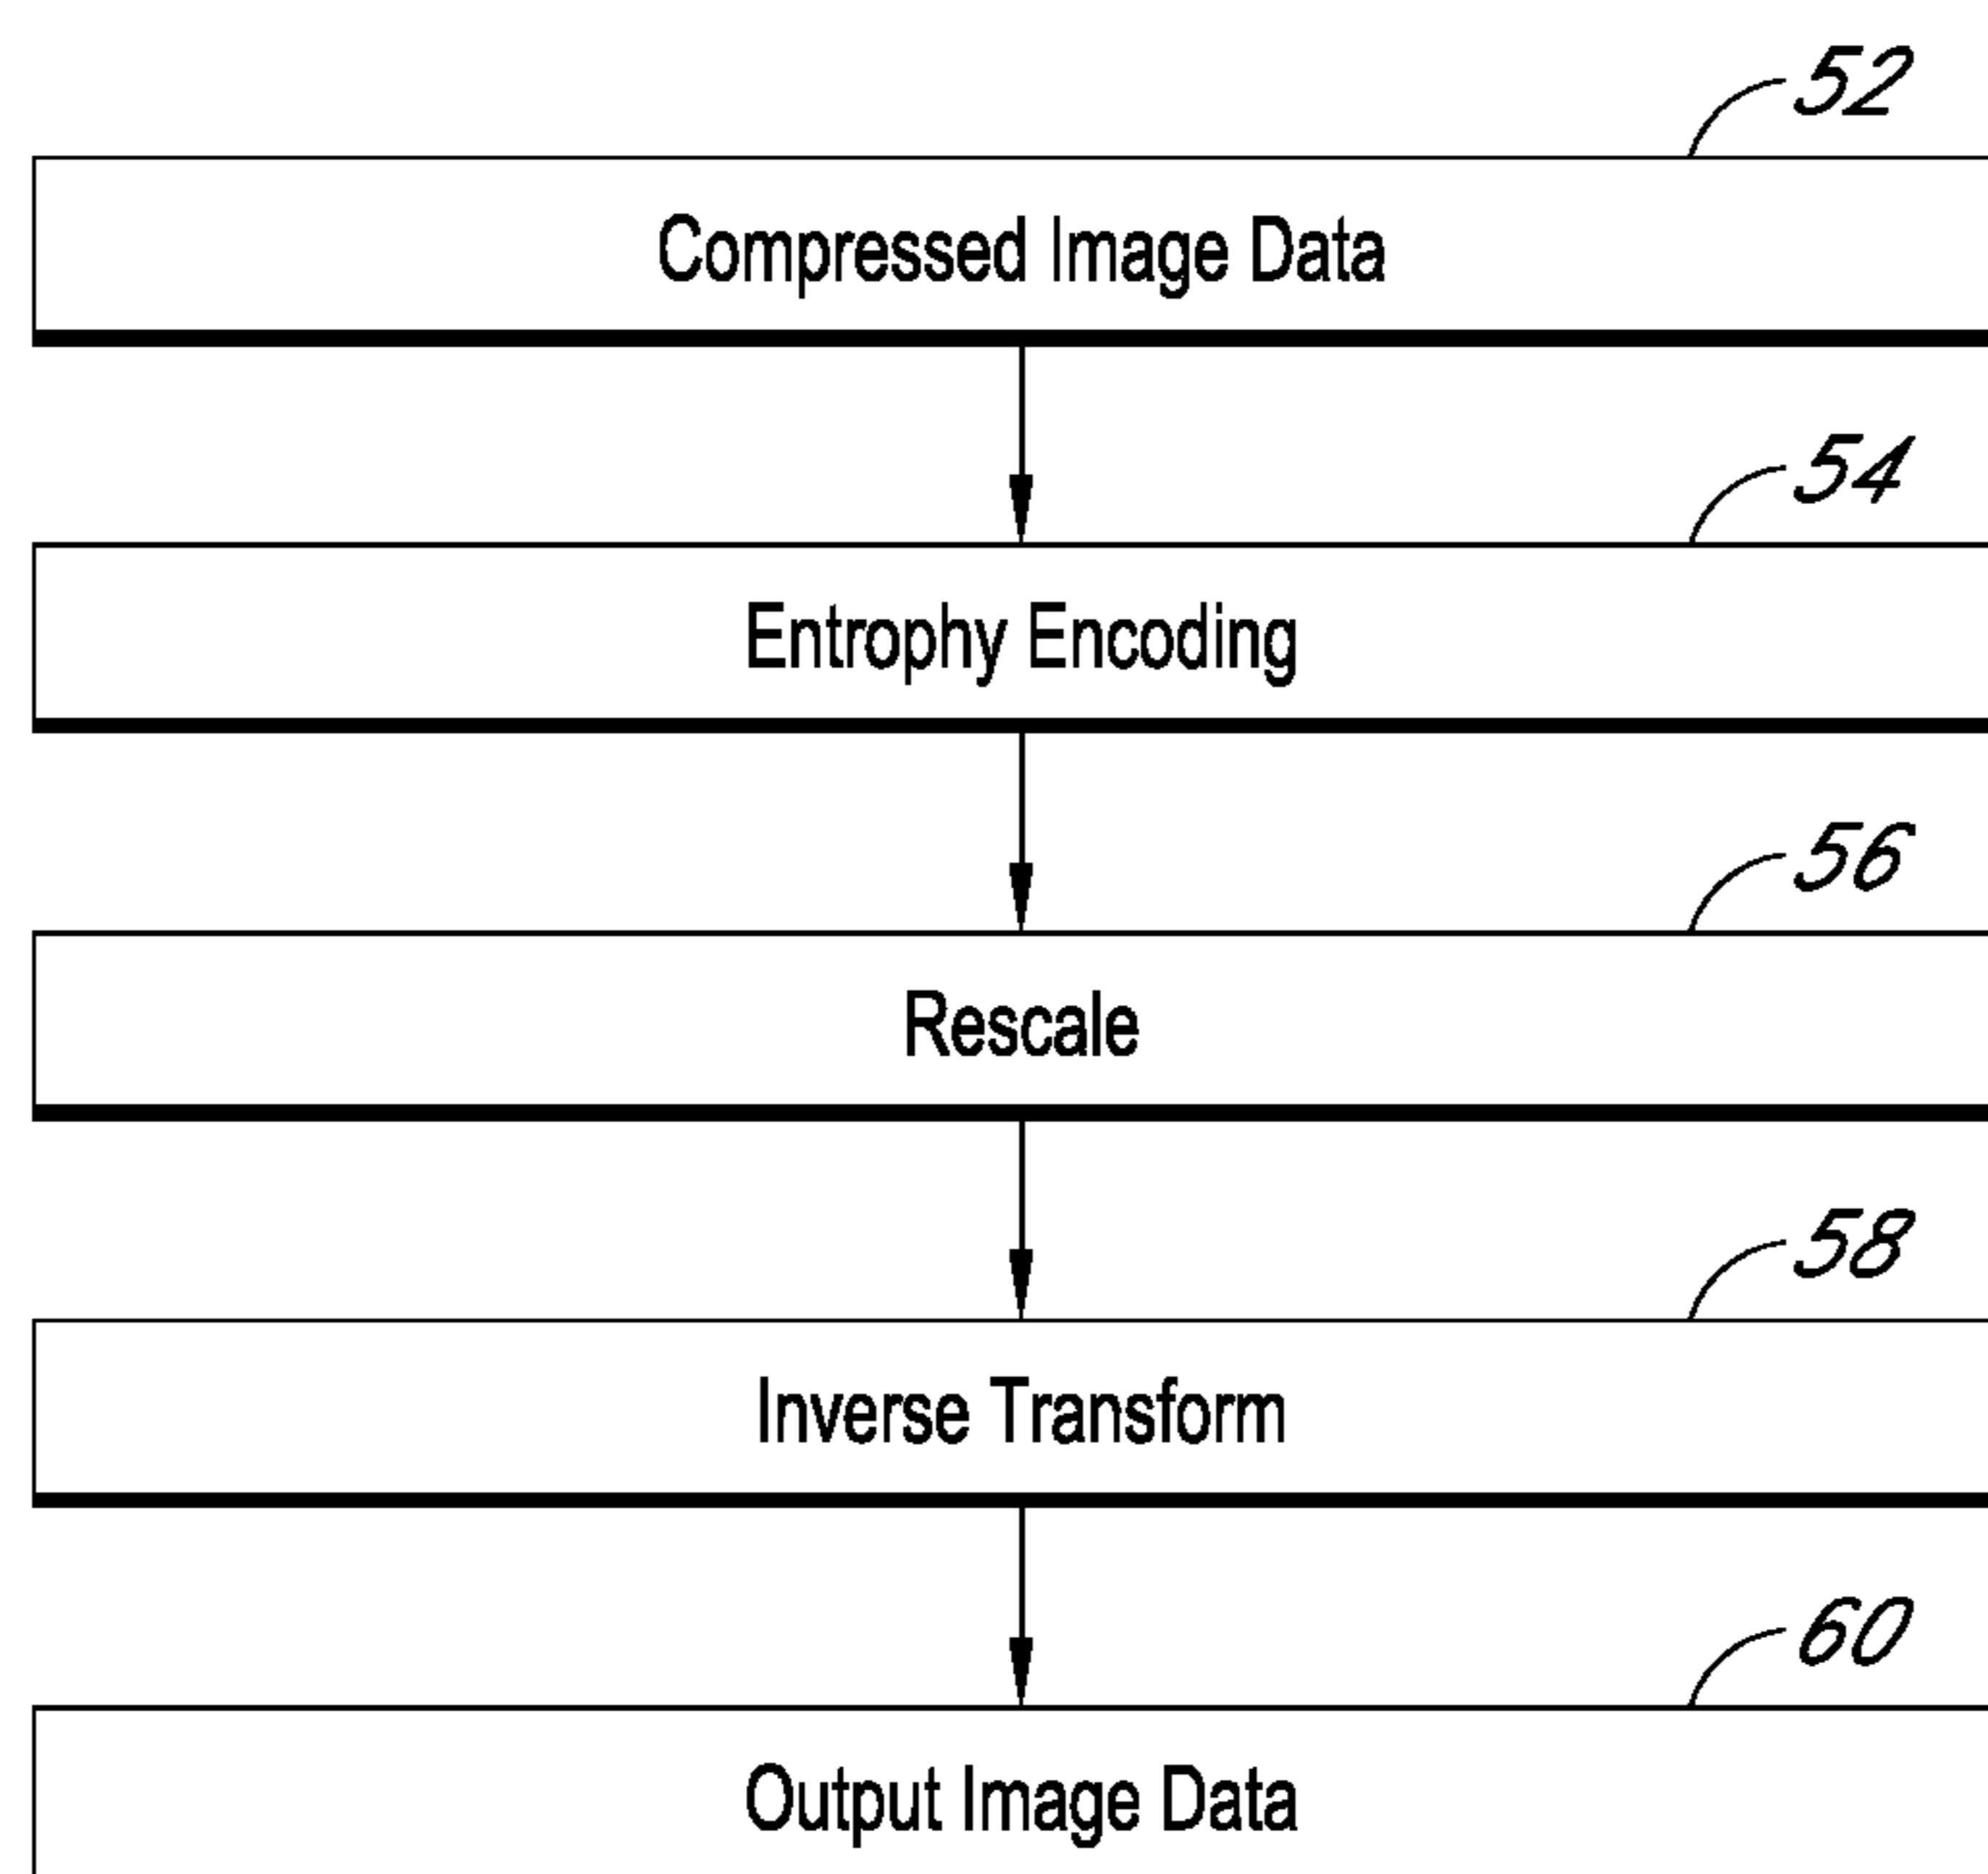 52
Compressed Image Data
54
Entrophy Encoding
56
Rescale
58
Inverse Transform
60
Output Image Data